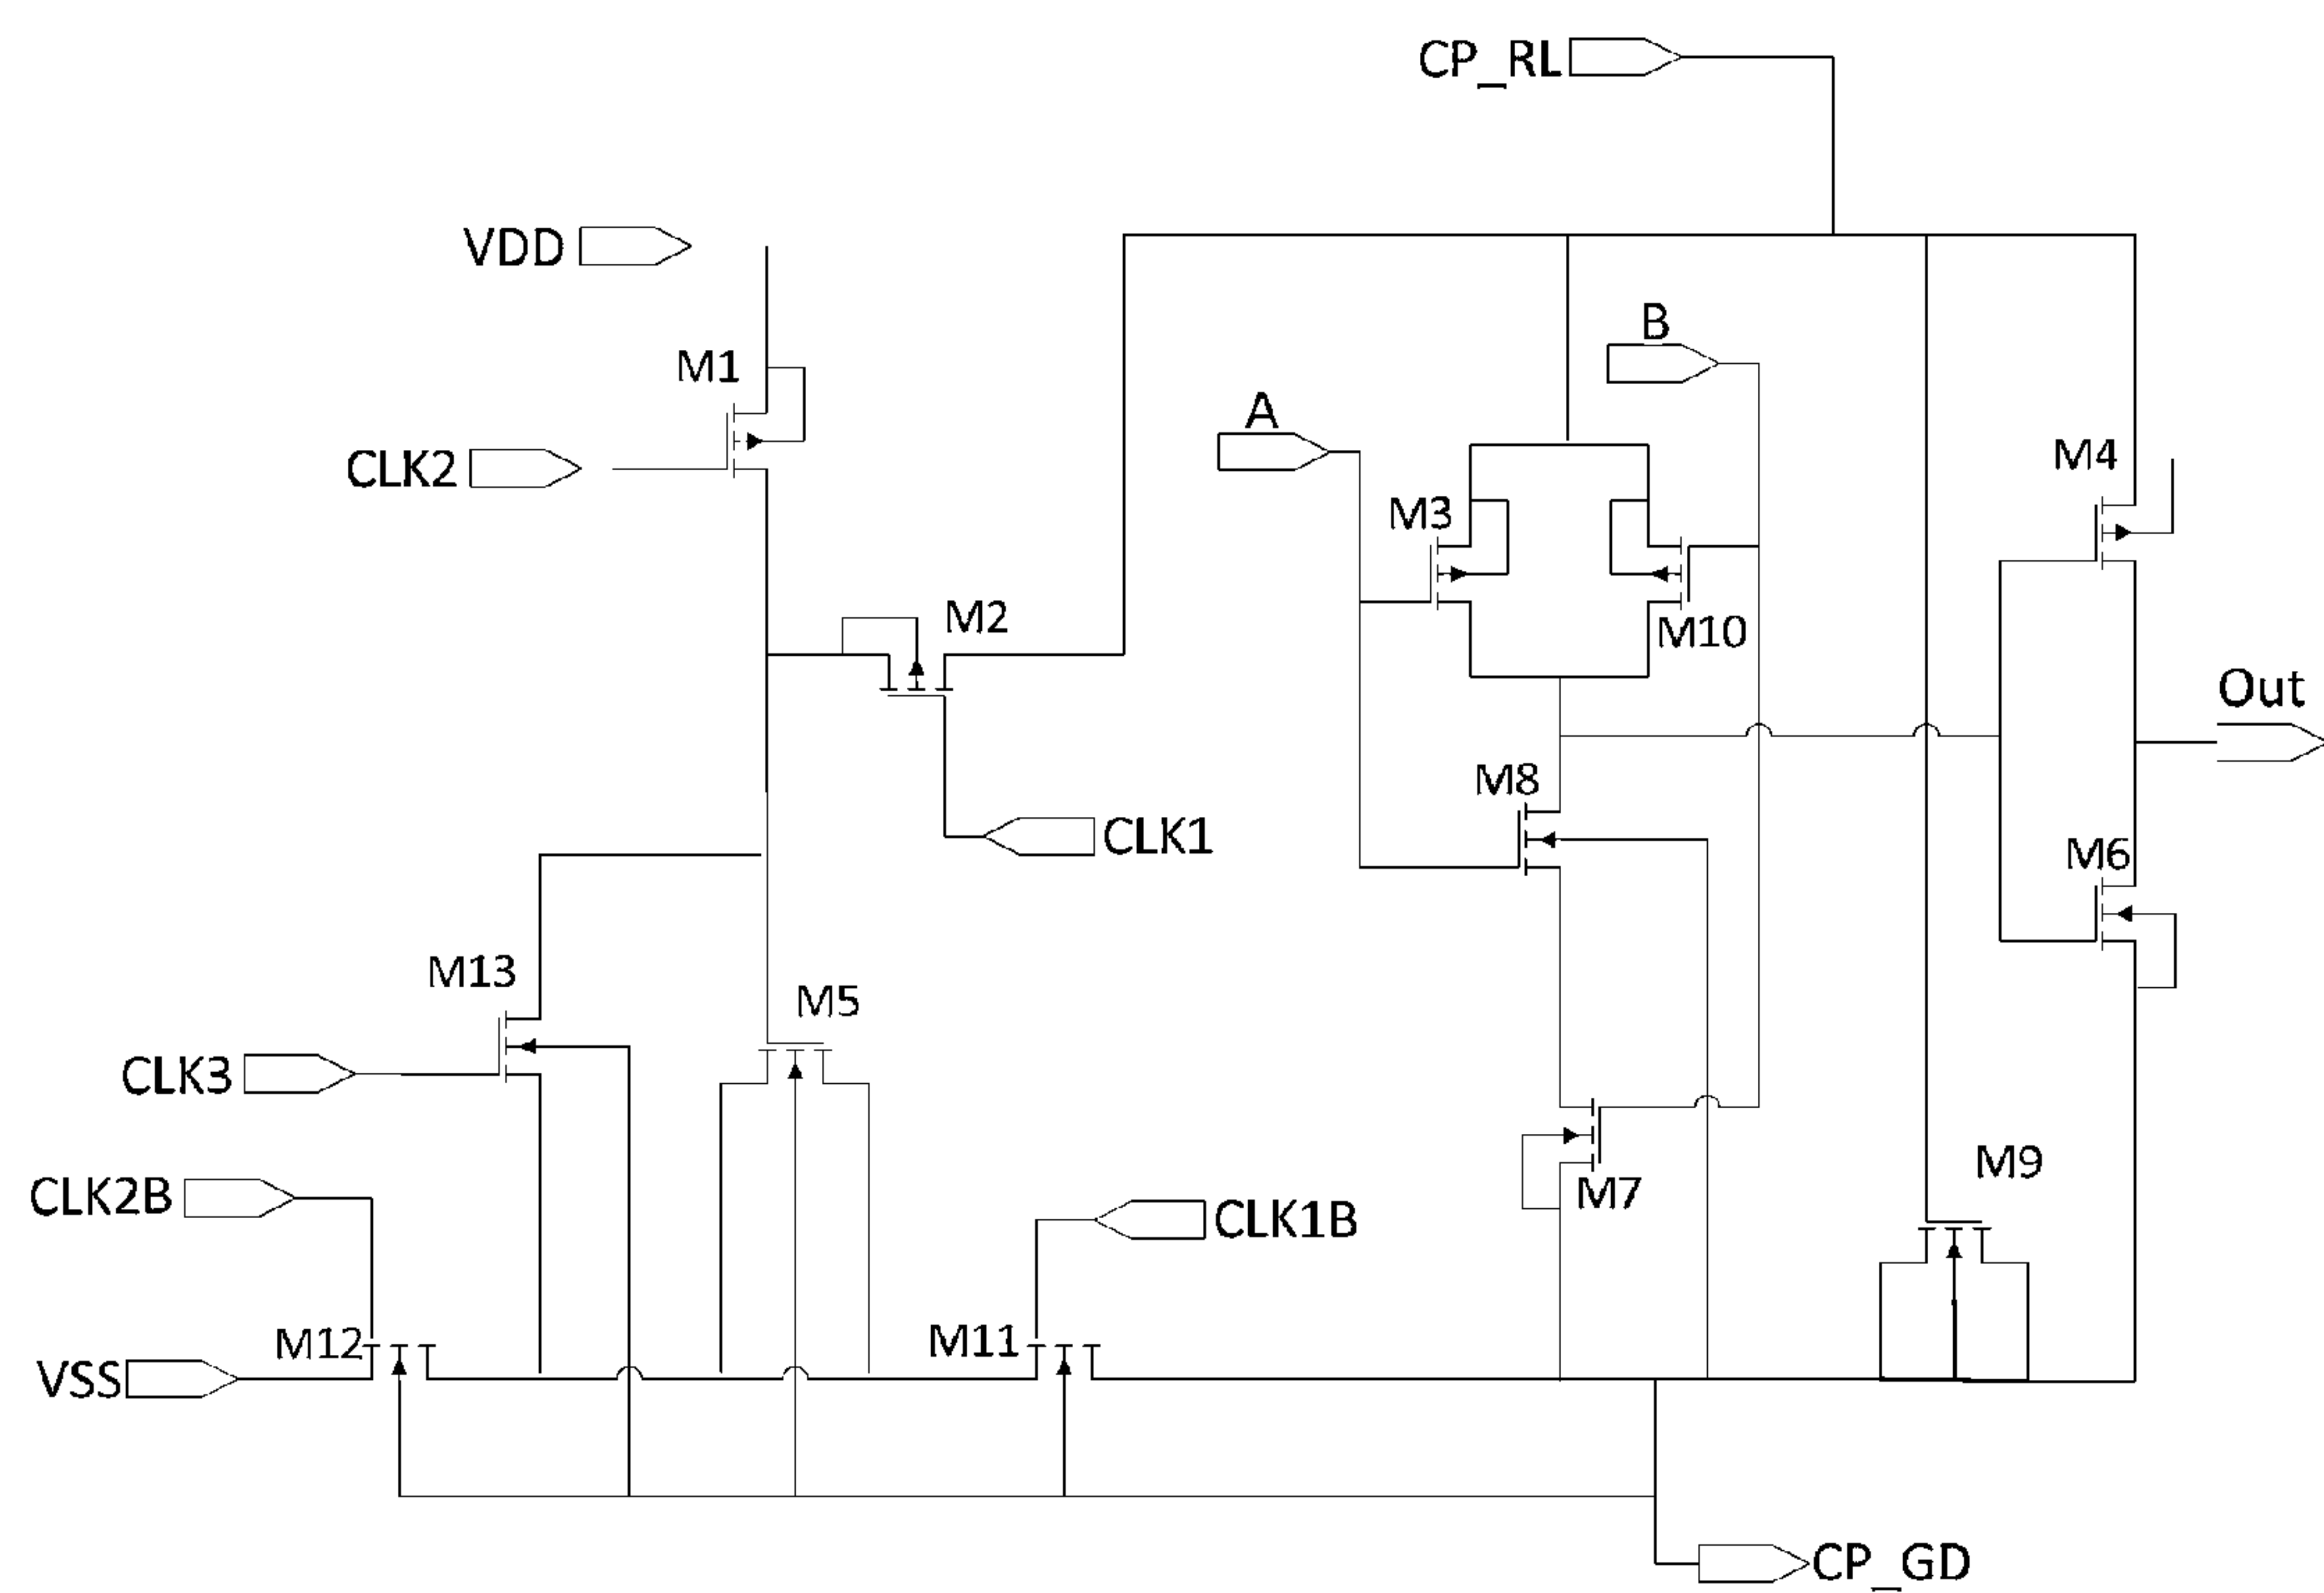 CP_RL
VDD
B
M1
A
M4
CLK2
M3
M2
M10
Out
M8
CLK1
M6
M13
M5
CLK3
M9
CLK2B
M7
CLK1B
M12
M11
VSS
CP_GD